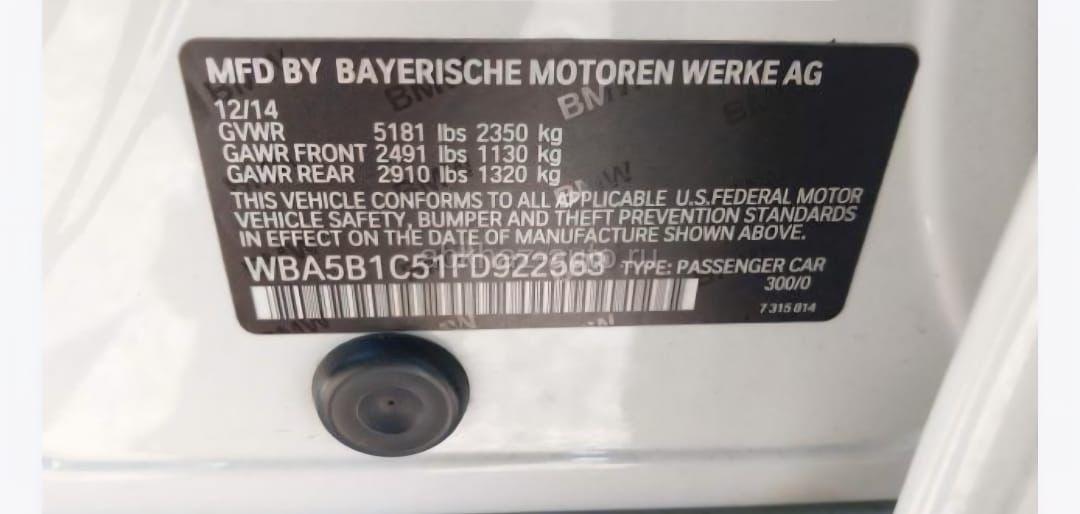 MFD BY BAYERISCHE MOTOREN WERKE AG
12/14
GVWR 5181 lbs 2350 kg
GAWR FRONT 2491 lbs 1130 kg
GAWR REAR 2910 lbs 1320 kg
THIS VEHICLE CONFORMS TO ALL APPLICABLE U.S.FEDERAL MOTOR
VEHICLE SAFETY, BUMPER AND THEFT PREVENTION STANDARDS
IN EFFECT ON THE DATE OF MANUFACTURE SHOWN ABOVE.
TYPE: PASSENGER CAR
300/0
7 315 014